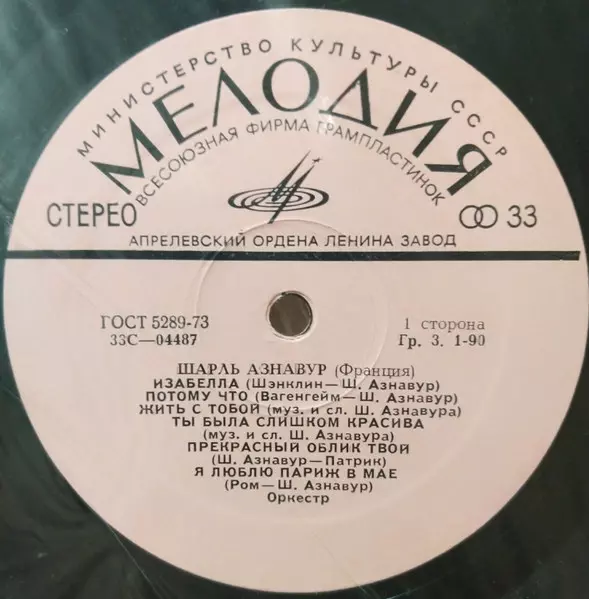 МИНИСТЕРСТВО КУЛЬТУРЫ СССР
МЕЛОДИЯ
ВСЕСОЮЗНАЯ ФИРМА ГРАМПЛАСТИНОК
СТЕРЕО
33
АПРЕЛЕВСКИЙ ОРДЕНА ЛЕНИНА ЗАВОД
ГОСТ 5289-73
1 сторона
33С—04487
Гр. 3. 1-90
ШАРЛЬ АЗНАВУР (Франция)
ИЗАБЕЛЛА (Шэнклин—Ш. Азнавур)
ПОТОМУ ЧТО (Вагенгейм—Ш. Азнавур)
ЖИТЬ С ТОБОЙ (муз. и сл. Ш. Азнавур)
ТЫ БЫЛА СЛИШКОМ КРАСИВА
(муз. и сл. Ш. Азнавур)
ПРЕКРАСНЫЙ ОБЛИК ТВОЙ
(Ш. Азнавур—Патрик)
Я ЛЮБЛЮ ПАРИЖ В МАЕ
(Ром—Ш. Азнавур)
Оркестр